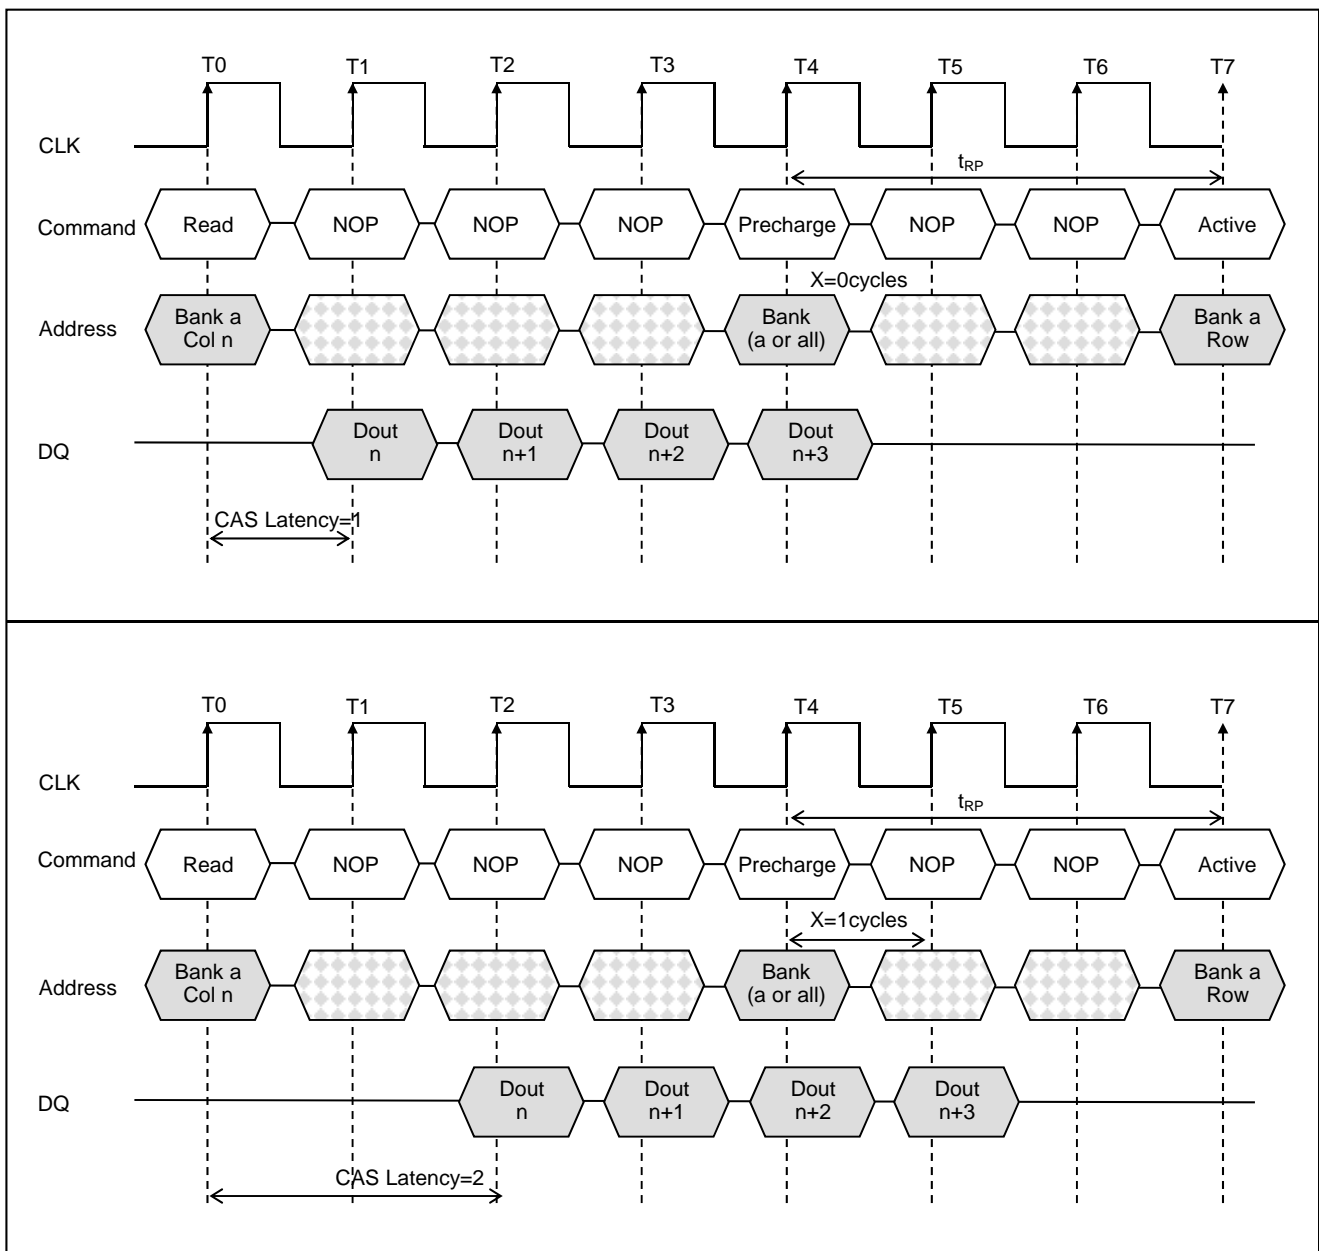 T0 T1 T2 T3 T4 T5 T6 T7
CLK
tRP
Command Read NOP NOP NOP Precharge NOP NOP Active
X=0cycles
Address Bank a Col n Bank (a or all) Bank a Row
DQ Dout n Dout n+1 Dout n+2 Dout n+3
CAS Latency=1
T0 T1 T2 T3 T4 T5 T6 T7
CLK
tRP
Command Read NOP NOP NOP Precharge NOP NOP Active
X=1cycles
Address Bank a Col n Bank (a or all) Bank a Row
DQ Dout n Dout n+1 Dout n+2 Dout n+3
CAS Latency=2